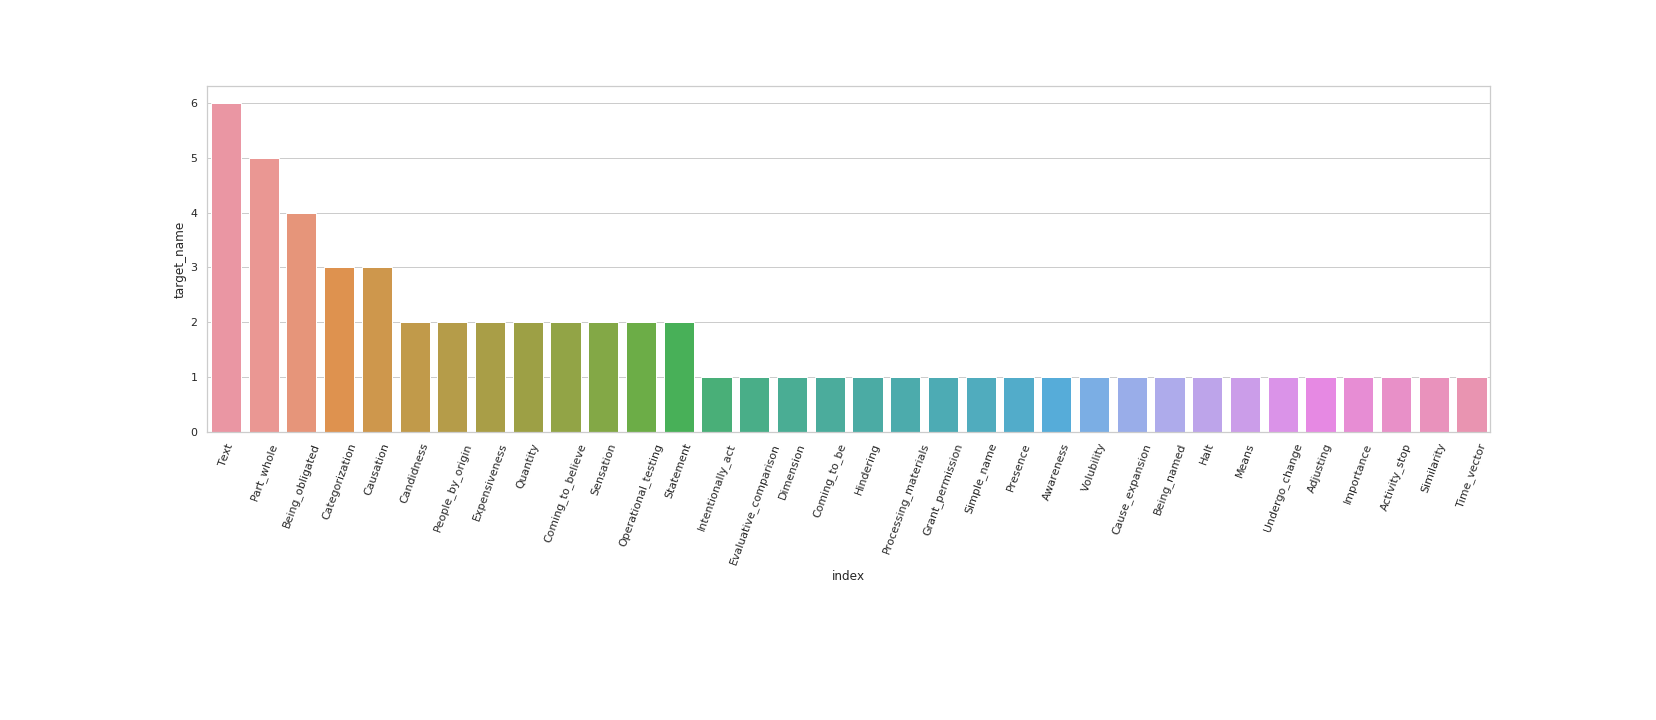 6
5
4
3
2
1
0
target_name
Text
Part_whole
Being_obligated
Categorization
Causation
Candidness
People_by_origin
Expensiveness
Quantity
Coming_to_believe
Sensation
Operational_testing
Statement
Intentionally_act
Evaluative_comparison
Dimension
Coming_to_be
Hindering
Processing_materials
Grant_permission
Simple_name
Presence
Awareness
Volubility
Cause_expansion
Being_named
Halt
Means
Undergo_change
Adjusting
Importance
Activity_stop
Similarity
Time_vector
index